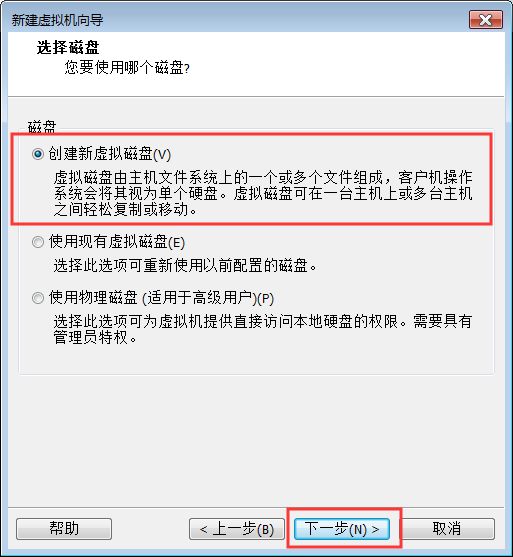 新建虚拟机向导
选择磁盘
您要使用哪个磁盘?
磁盘
创建新虚拟磁盘(V)
虚拟磁盘由主机文件系统上的一个或多个文件组成，客户机操作
系统会将其视为单个硬盘。虚拟磁盘可在一台主机上或多台主机
之间轻松复制或移动。
使用现有虚拟磁盘(E)
选择此选项可重新使用以前配置的磁盘。
使用物理磁盘 (适用于高级用户)(P)
选择此选项可为虚拟机提供直接访问本地硬盘的权限。需要具有
管理员特权。
帮助
< 上一步(B)
下一步(N) >
取消